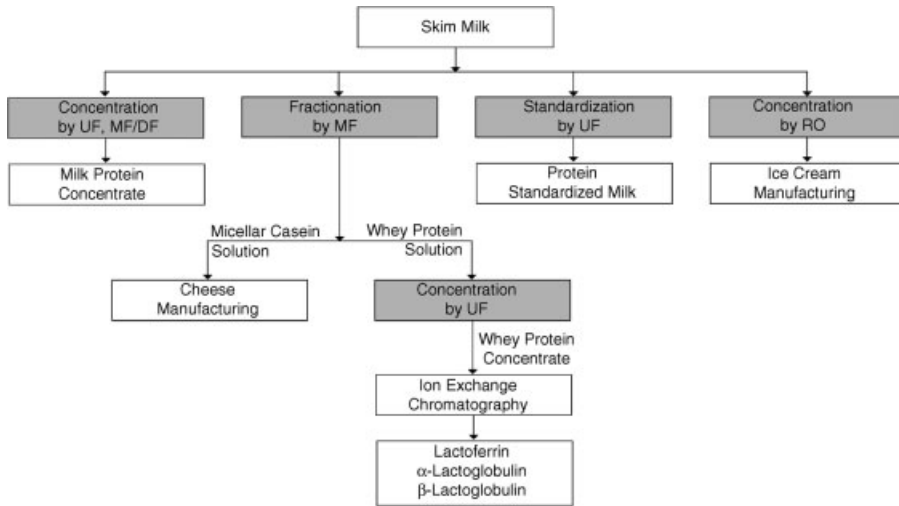 Skim Milk
Concentration
by UF, MF/DF
Fractionation
by MF
Standardization
by UF
Concentration
by RO
Milk Protein
Concentrate
Protein
Standardized Milk
Ice Cream
Manufacturing
Micellar Casein
Solution
Whey Protein
Solution
Cheese
Manufacturing
Concentration
by UF
Whey Protein
Concentrate
Ion Exchange
Chromatography
Lactoferrin
α-Lactoglobulin
β-Lactoglobulin